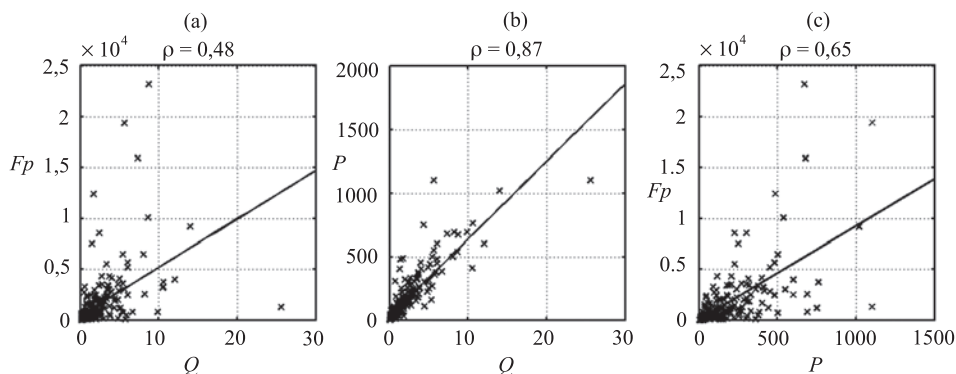 (a)
× 10⁴
ρ = 0,48
2,5
2
1,5
1
0,5
0
Fp
0 10 20 30
Q
(b)
ρ = 0,87
2000
1500
1000
500
0
P
0 10 20 30
Q
(c)
× 10⁴
ρ = 0,65
2,5
2
1,5
1
0,5
0
Fp
0 500 1000 1500
P